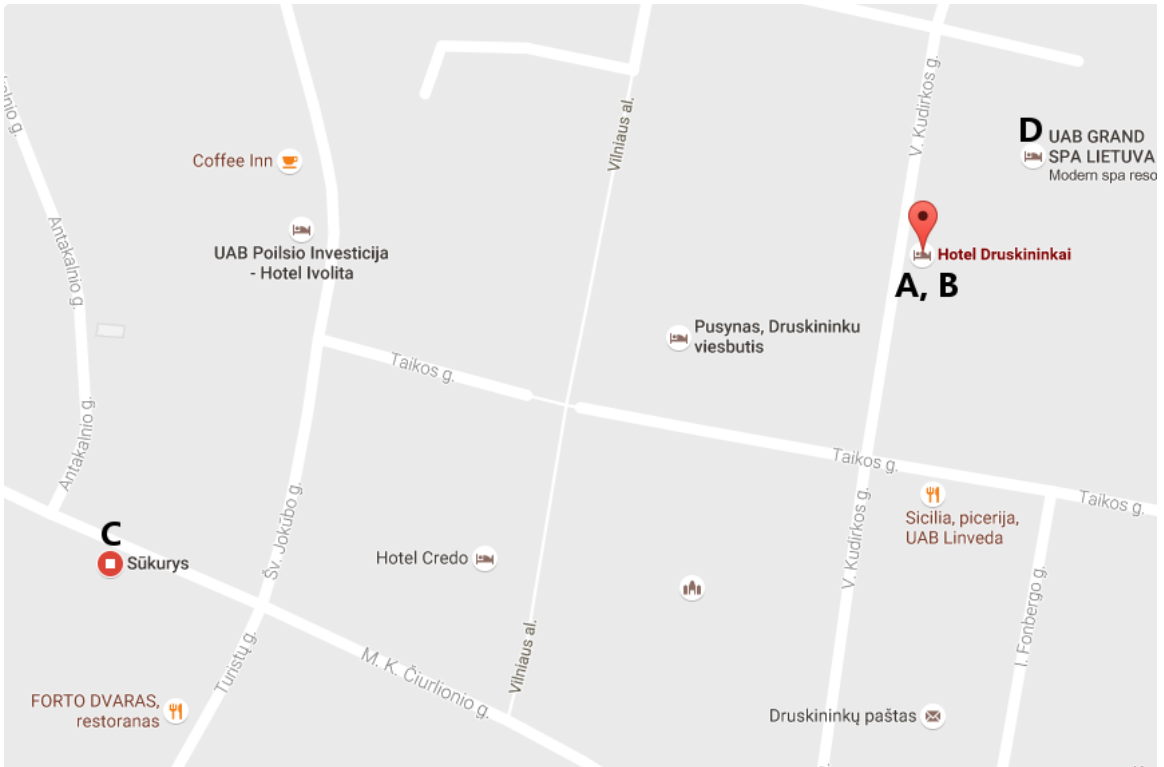 Vilniaus al.
V. Kudirkos g.
D
UAB GRAND
SPA LIETUVA
Modern spa reso
Coffee Inn
Antakalnio g.
UAB Poilsio Investicija
- Hotel Ivolita
Hotel Druskininkai
A, B
Pusynas, Druskininku
viesbutis
Taikos g.
Antakalnio g.
Taikos g.
Taikos g.
Sicilia, picerija,
UAB Linveda
V. Kudirkos g.
Šv. Jokūbo g.
C
Sūkurys
Hotel Credo
I. Fonbergo g.
Turistų g.
Vilniaus al.
M. K. Čiurlionio g.
FORTO DVARAS,
restoranas
Druskininkų paštas